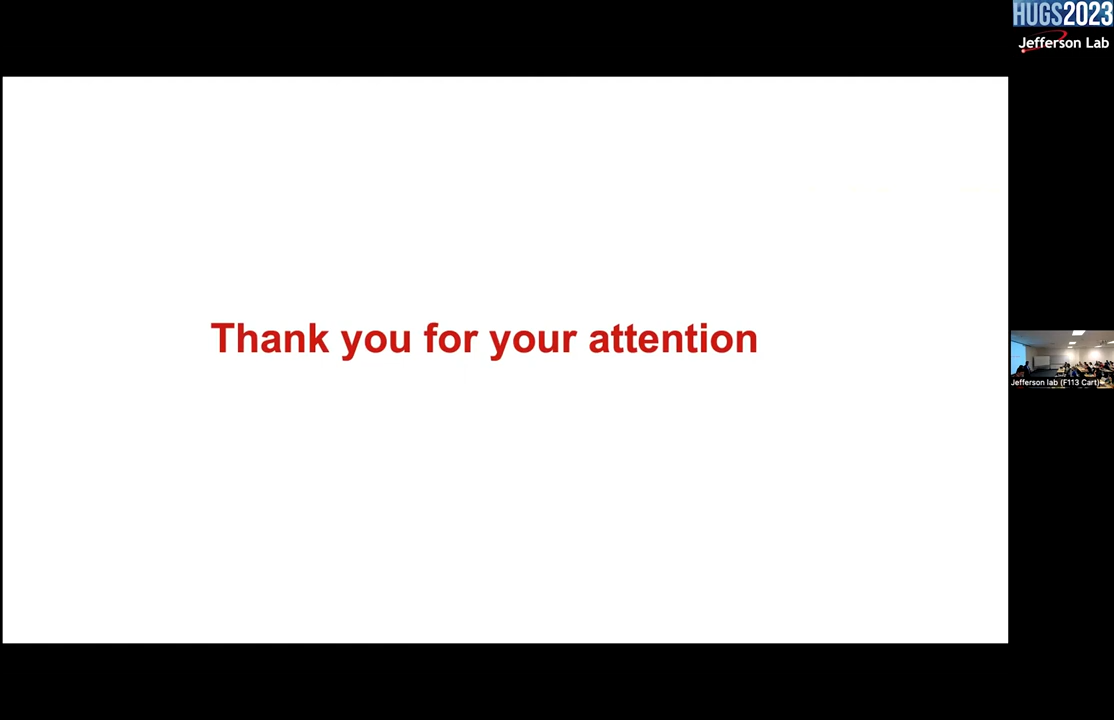 HUGS2023
Jefferson Lab
Thank you for your attention
Jefferson lab (F113 Cart)